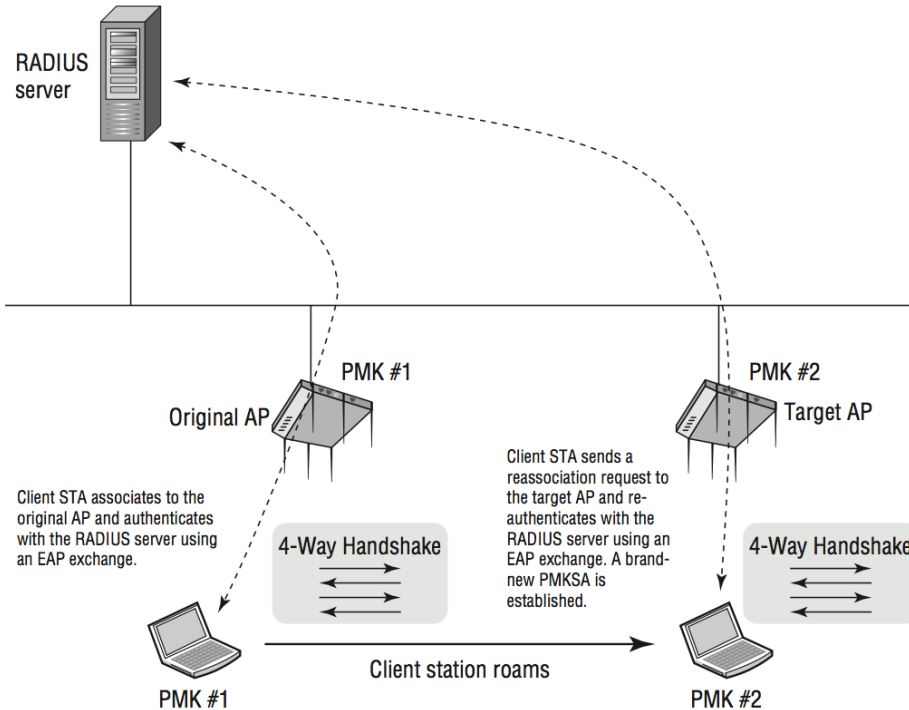 RADIUS
server
PMK #1
Original AP
PMK #2
Target AP
Client STA associates to the
original AP and authenticates
with the RADIUS server using
an EAP exchange.
4-Way Handshake
Client STA sends a
reassociation request to
the target AP and re-
authenticates with the
RADIUS server using an
EAP exchange. A brand-
new PMKSA is
established.
4-Way Handshake
Client station roams
PMK #1
PMK #2